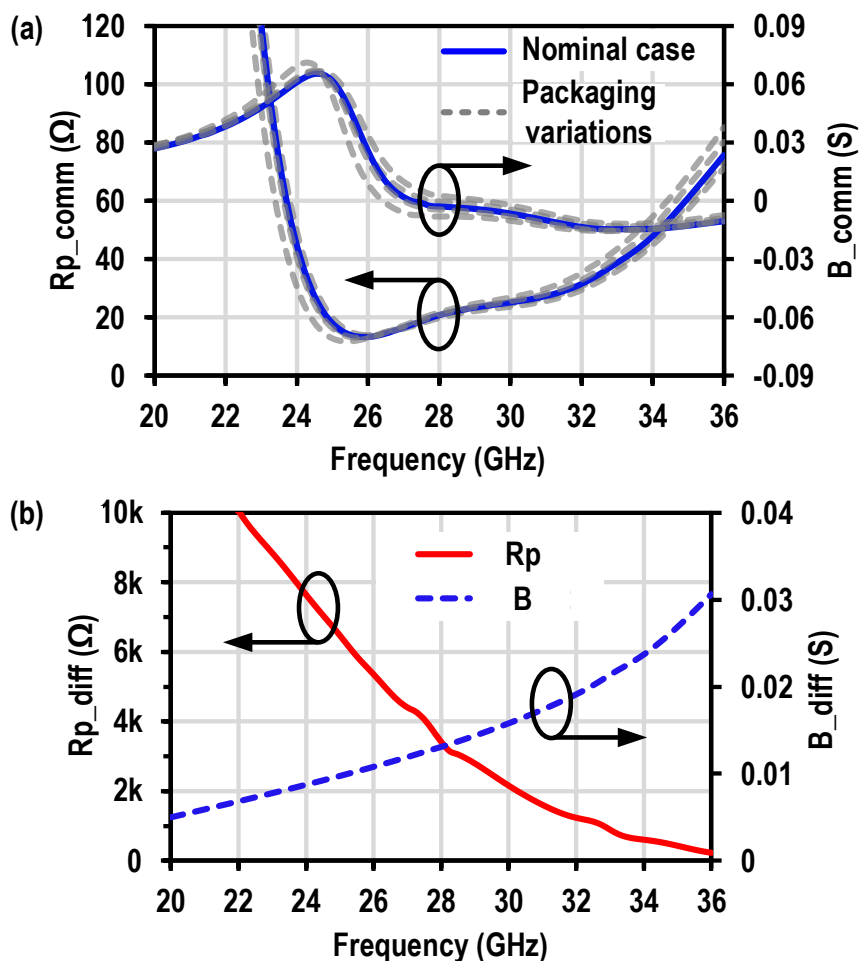 (a)
120
100
80
60
40
20
0
Rp_comm (Ω)
Nominal case
Packaging
variations
0.09
0.06
0.03
0
-0.03
-0.06
-0.09
B_comm (S)
20 22 24 26 28 30 32 34 36
Frequency (GHz)
(b)
10k
8k
6k
4k
2k
0
Rp_diff (Ω)
Rp
B
0.04
0.03
0.02
0.01
0
B_diff (S)
20 22 24 26 28 30 32 34 36
Frequency (GHz)